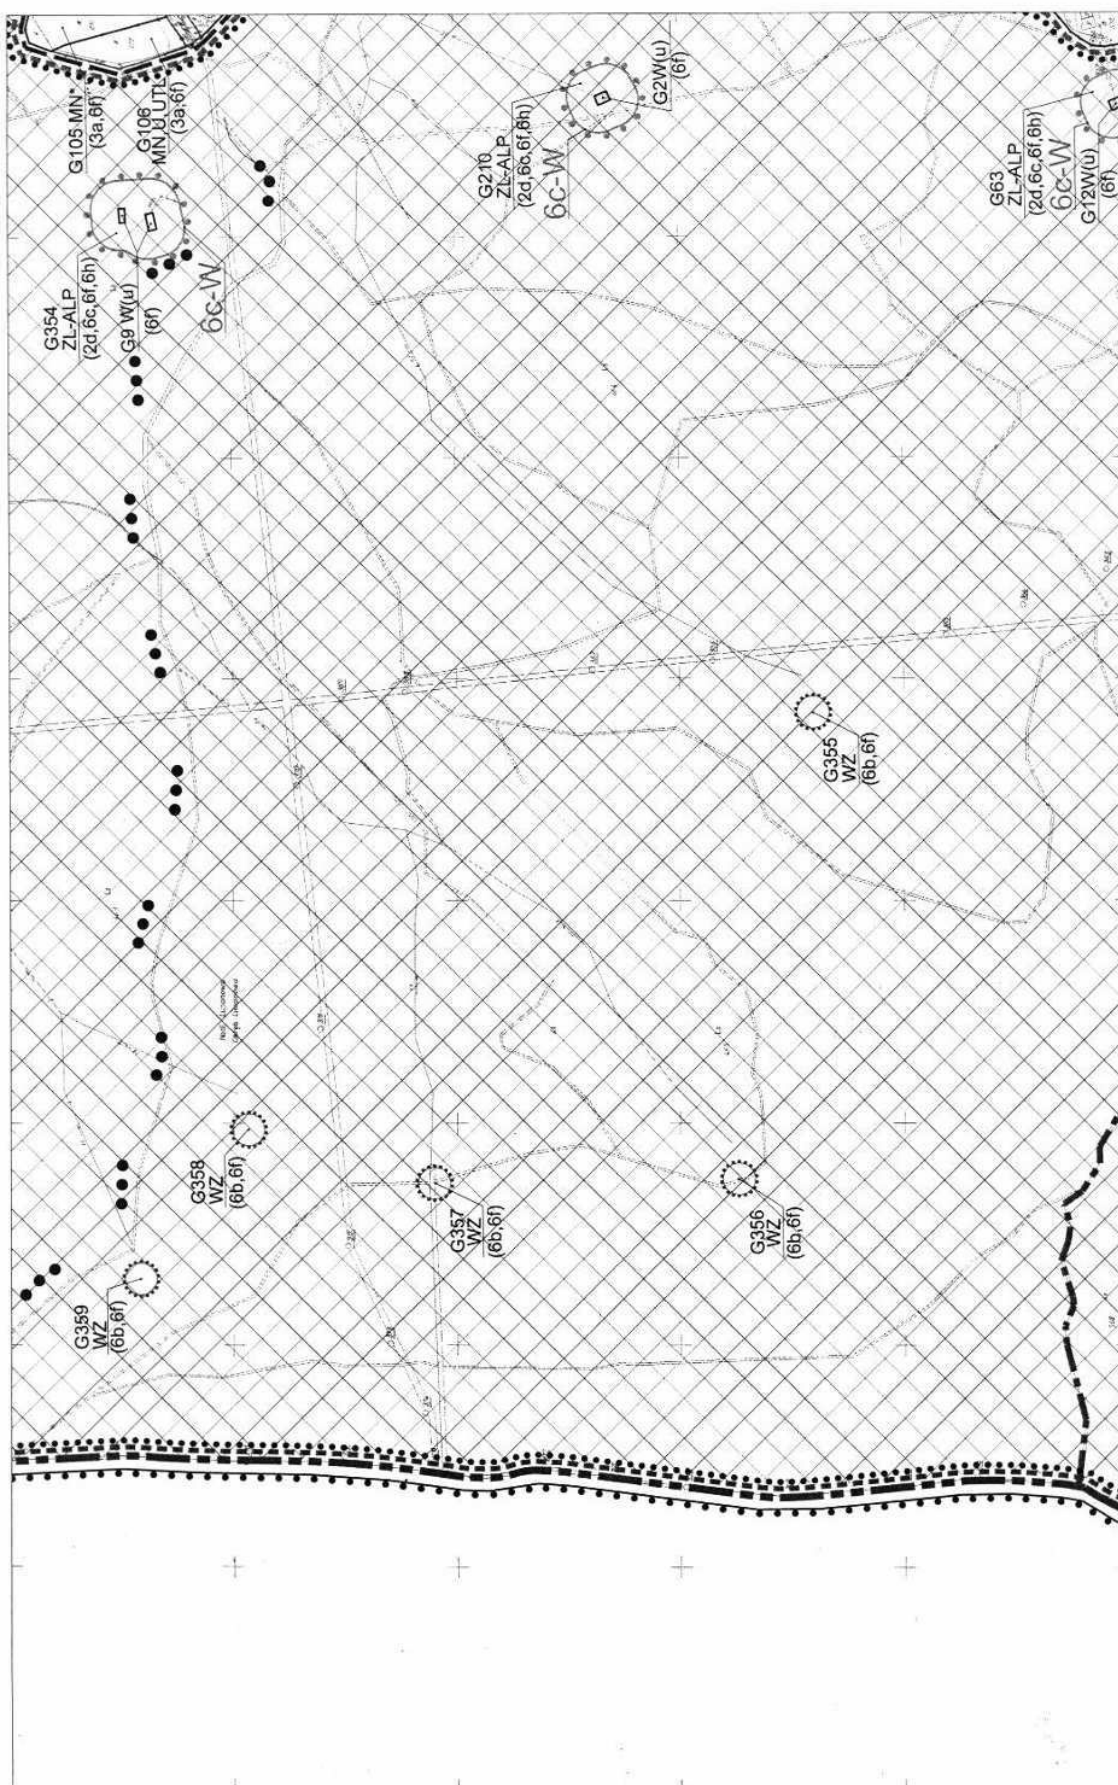 G105 MN*
(3a,6f)
G106
MN,U,UTL
(3a,6f)
G354
ZL-ALP
(2d,6c,6f,6h)
G9 W(u)
(6f)
6c-W
G210
ZL-ALP
(2d,6c,6f,6h)
6c-W
G2W(u)
(6f)
G63
ZL-ALP
(2d,6c,6f,6h)
6c-W
G12W(u)
(6f)
G355
WZ
(6b,6f)
G358
WZ
(6b,6f)
G357
WZ
(6b,6f)
G356
WZ
(6b,6f)
G359
WZ
(6b,6f)